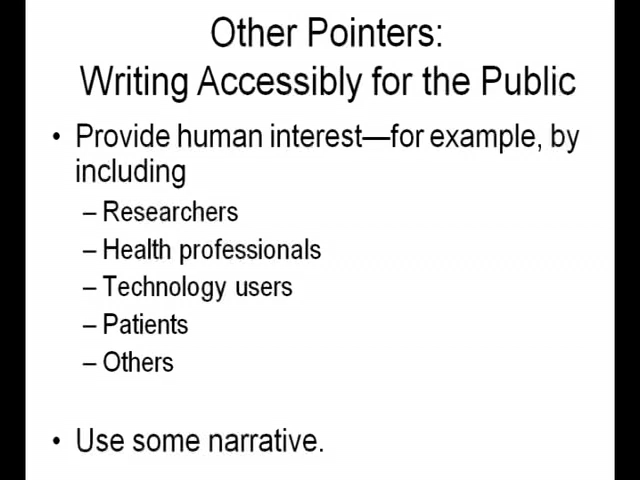 Other Pointers:
Writing Accessibly for the Public
• Provide human interest—for example, by
including
– Researchers
– Health professionals
– Technology users
– Patients
– Others
• Use some narrative.